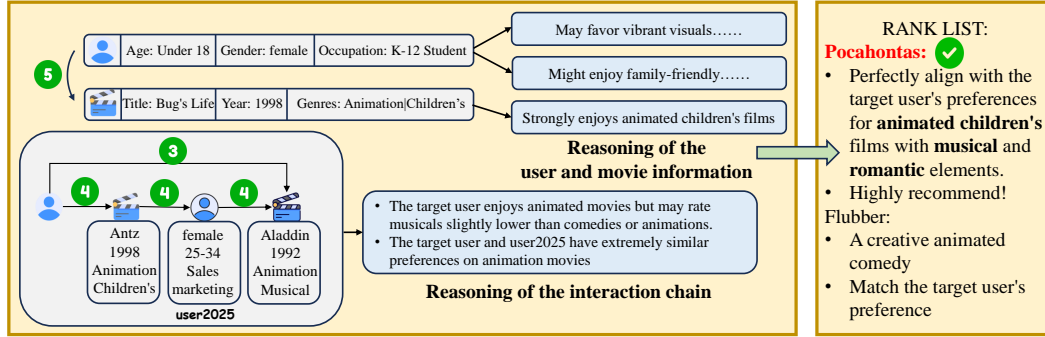 5
Age: Under 18 Gender: female Occupation: K-12 Student
May favor vibrant visuals……
Might enjoy family-friendly……
Title: Bug's Life Year: 1998 Genres: Animation|Children's
Strongly enjoys animated children's films
Reasoning of the
user and movie information
3
4 4 4
Antz
1998
Animation
Children's
female
25-34
Sales
marketing
Aladdin
1992
Animation
Musical
user2025
• The target user enjoys animated movies but may rate
musicals slightly lower than comedies or animations.
• The target user and user2025 have extremely similar
preferences on animation movies
Reasoning of the interaction chain
RANK LIST:
Pocahontas:
• Perfectly align with the
target user's preferences
for animated children's
films with musical and
romantic elements.
• Highly recommend!
Flubber:
• A creative animated
comedy
• Match the target user's
preference